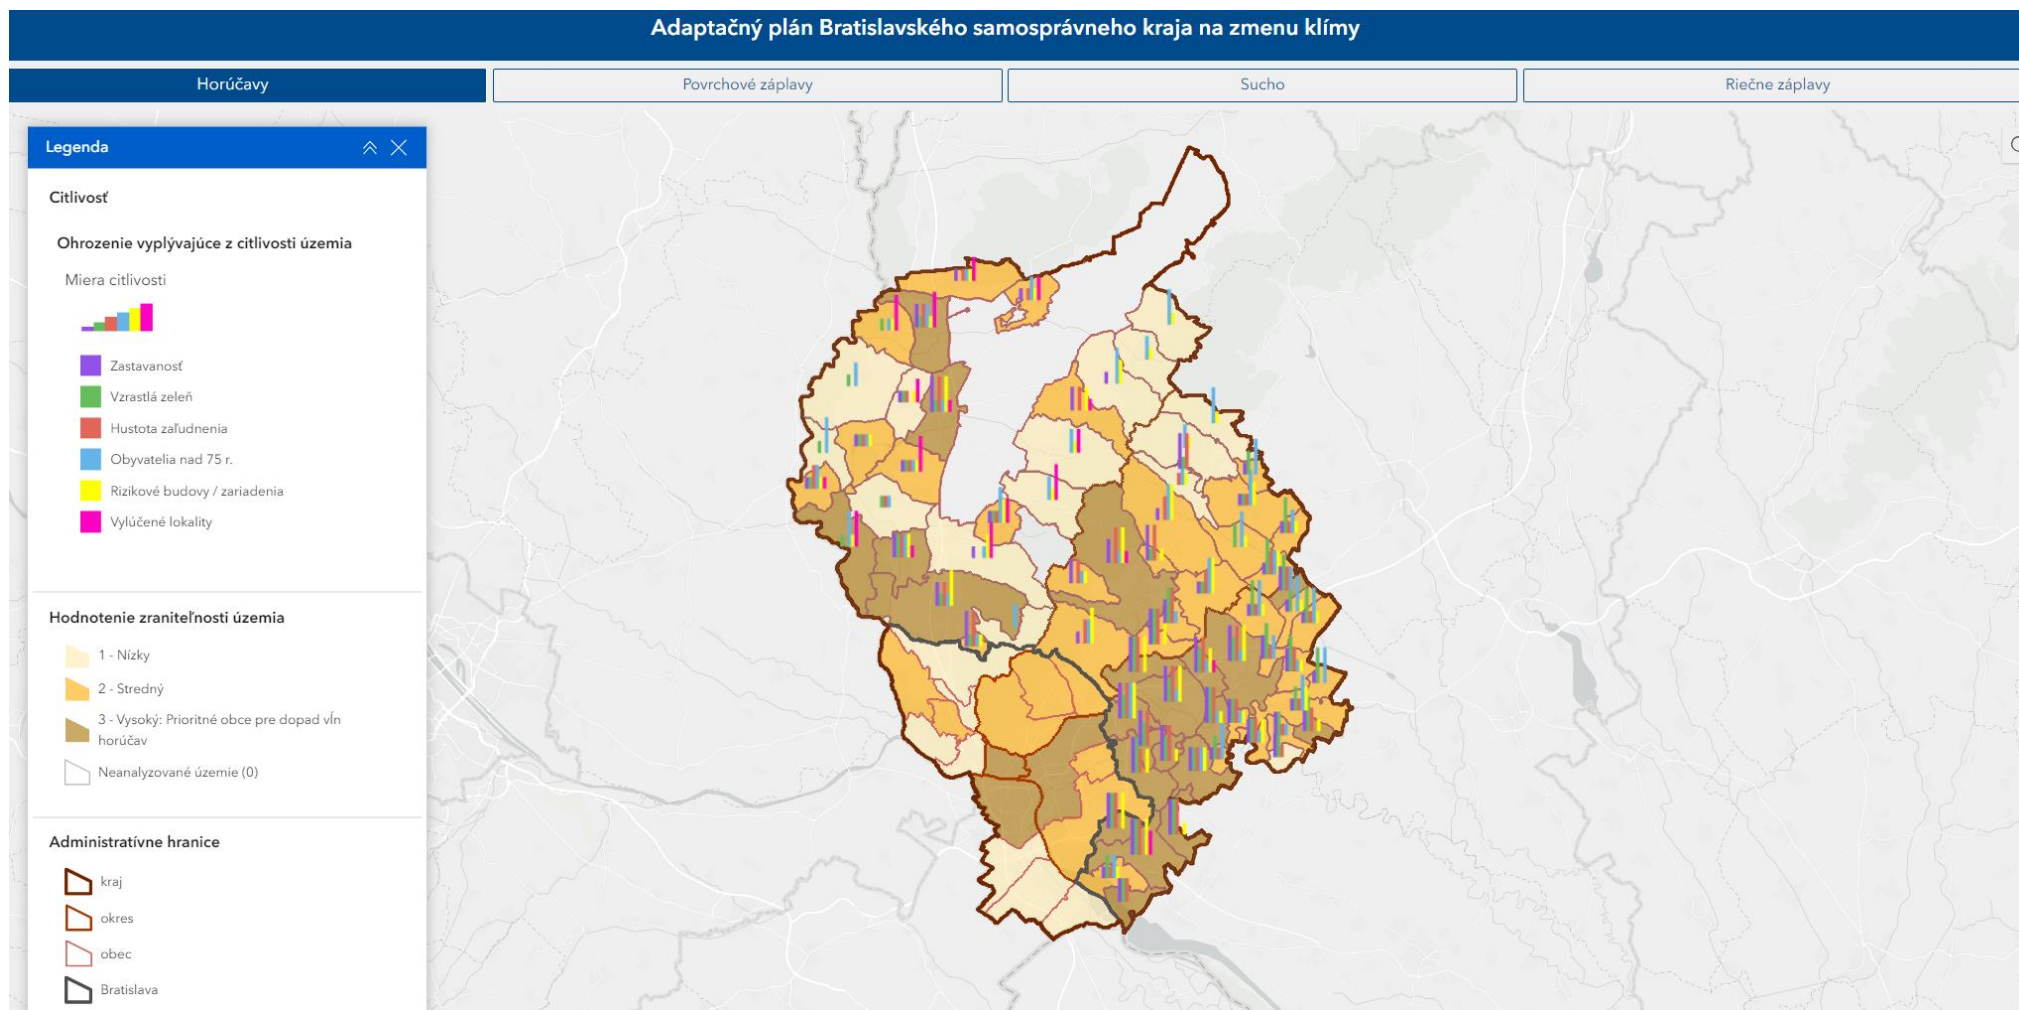 Adaptačný plán Bratislavského samosprávneho kraja na zmenu klímy
Horúčavy
Povrchové záplavy
Sucho
Riečne záplavy
Legenda
Citlivosť
Ohrozenie vyplývajúce z citlivosti územia
Miera citlivosti
Zastavanosť
Vzrastlá zeleň
Hustota zaľudnenia
Obyvatelia nad 75 r.
Rizikové budovy / zariadenia
Vylúčené lokality
Hodnotenie zraniteľnosti územia
1 - Nízky
2 - Stredný
3 - Vysoký: Prioritné obce pre dopad vĺn
horúčav
Neanalyzované územie (0)
Administratívne hranice
kraj
okres
obec
Bratislava